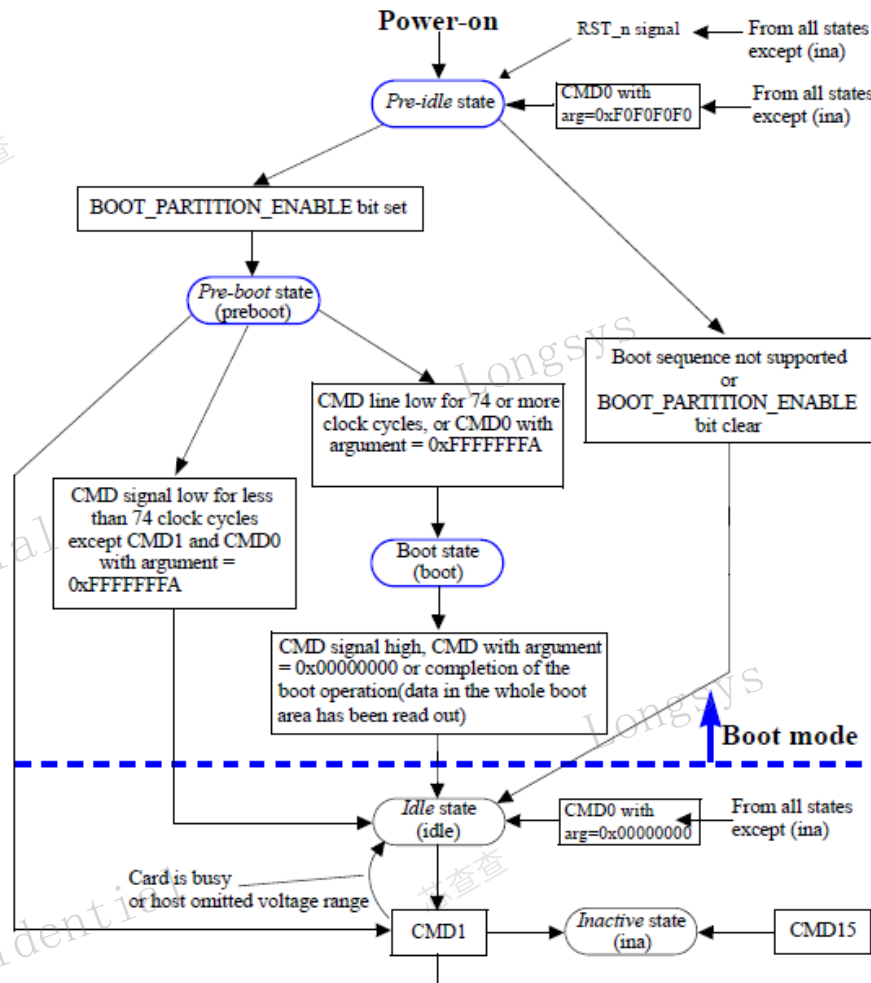 Power-on
RST_n signal
From all states
except (ina)
Pre-idle state
CMD0 with
arg=0xF0F0F0F0
From all states
except (ina)
BOOT_PARTITION_ENABLE bit set
Pre-boot state
(preboot)
Boot sequence not supported
or
BOOT_PARTITION_ENABLE
bit clear
CMD line low for 74 or more
clock cycles, or CMD0 with
argument = 0xFFFFFFFA
CMD signal low for less
than 74 clock cycles
except CMD1 and CMD0
with argument =
0xFFFFFFFA
Boot state
(boot)
CMD signal high, CMD with argument
= 0x00000000 or completion of the
boot operation(data in the whole boot
area has been read out)
Boot mode
Idle state
(idle)
CMD0 with
arg=0x00000000
From all states
except (ina)
Card is busy
or host omitted voltage range
CMD1
Inactive state
(ina)
CMD15
Longsys
Longsys
芯查查
查
ial
idential